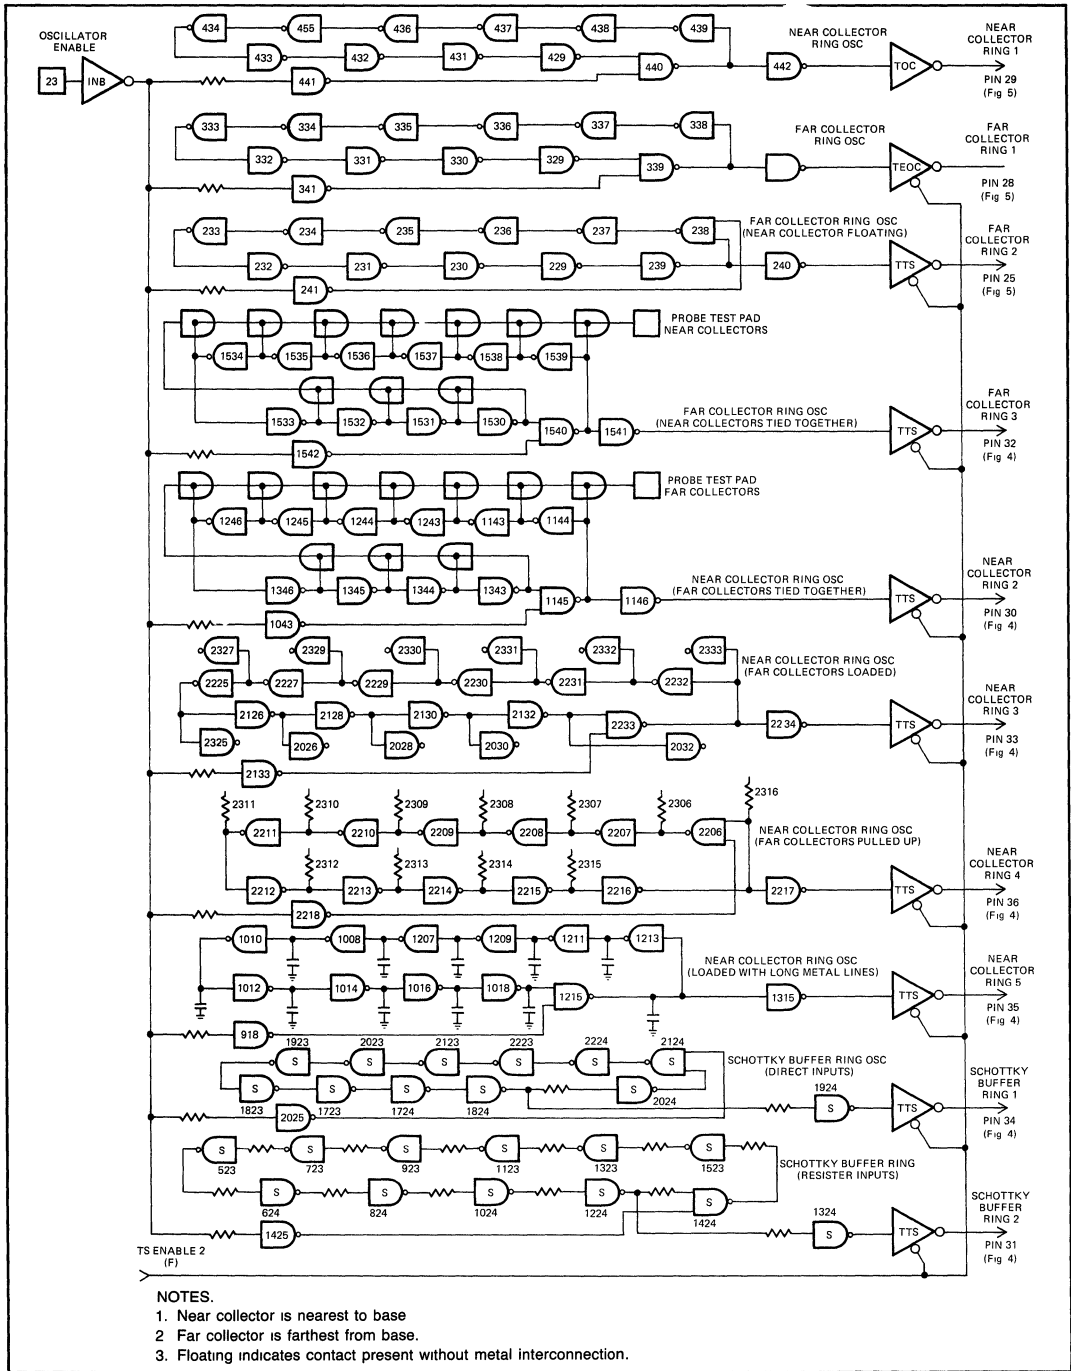 OSCILLATOR
ENABLE
23
INB
434
455
436
437
438
439
433
432
431
429
440
441
442
NEAR COLLECTOR
RING OSC
TOC
NEAR
COLLECTOR
RING 1
PIN 29
(Fig 5)
333
334
335
336
337
338
332
331
330
329
339
341
FAR COLLECTOR
RING OSC
TEOC
FAR
COLLECTOR
RING 1
PIN 28
(Fig 5)
233
234
235
236
237
238
232
231
230
229
239
240
241
FAR COLLECTOR RING OSC
(NEAR COLLECTOR FLOATING)
TTS
FAR
COLLECTOR
RING 2
PIN 25
(Fig 5)
PROBE TEST PAD
NEAR COLLECTORS
1534
1535
1536
1537
1538
1539
1533
1532
1531
1530
1540
1541
1542
FAR COLLECTOR RING OSC
(NEAR COLLECTORS TIED TOGETHER)
TTS
FAR
COLLECTOR
RING 3
PIN 32
(Fig 4)
PROBE TEST PAD
FAR COLLECTORS
1246
1245
1244
1243
1143
1144
1346
1345
1344
1343
1145
1146
1043
NEAR COLLECTOR RING OSC
(FAR COLLECTORS TIED TOGETHER)
TTS
NEAR
COLLECTOR
RING 2
PIN 30
(Fig 4)
2327
2329
2330
2331
2332
2333
2225
2227
2229
2230
2231
2232
2126
2128
2130
2132
2233
2234
2325
2026
2028
2030
2032
2133
NEAR COLLECTOR RING OSC
(FAR COLLECTORS LOADED)
TTS
NEAR
COLLECTOR
RING 3
PIN 33
(Fig 4)
2311
2310
2309
2308
2307
2306
2316
2211
2210
2209
2208
2207
2206
2312
2313
2314
2315
2212
2213
2214
2215
2216
2217
2218
NEAR COLLECTOR RING OSC
(FAR COLLECTORS PULLED UP)
TTS
NEAR
COLLECTOR
RING 4
PIN 36
(Fig 4)
1010
1008
1207
1209
1211
1213
1012
1014
1016
1018
1215
1315
918
NEAR COLLECTOR RING OSC
(LOADED WITH LONG METAL LINES)
TTS
NEAR
COLLECTOR
RING 5
PIN 35
(Fig 4)
1923
2023
2123
2223
2224
2124
S
S
S
S
S
S
S
S
S
S
S
1823
1723
1724
1824
2024
2025
1924
S
SCHOTTKY BUFFER RING OSC
(DIRECT INPUTS)
TTS
SCHOTTKY
BUFFER
RING 1
PIN 34
(Fig 4)
S
S
S
S
S
S
523
723
923
1123
1323
1523
S
S
S
S
S
624
824
1024
1224
1424
1425
1324
S
SCHOTTKY BUFFER RING
(RESISTER INPUTS)
TTS
SCHOTTKY
BUFFER
RING 2
PIN 31
(Fig 4)
TS ENABLE 2
(F)
NOTES.
1. Near collector is nearest to base
2 Far collector is farthest from base.
3. Floating indicates contact present without metal interconnection.